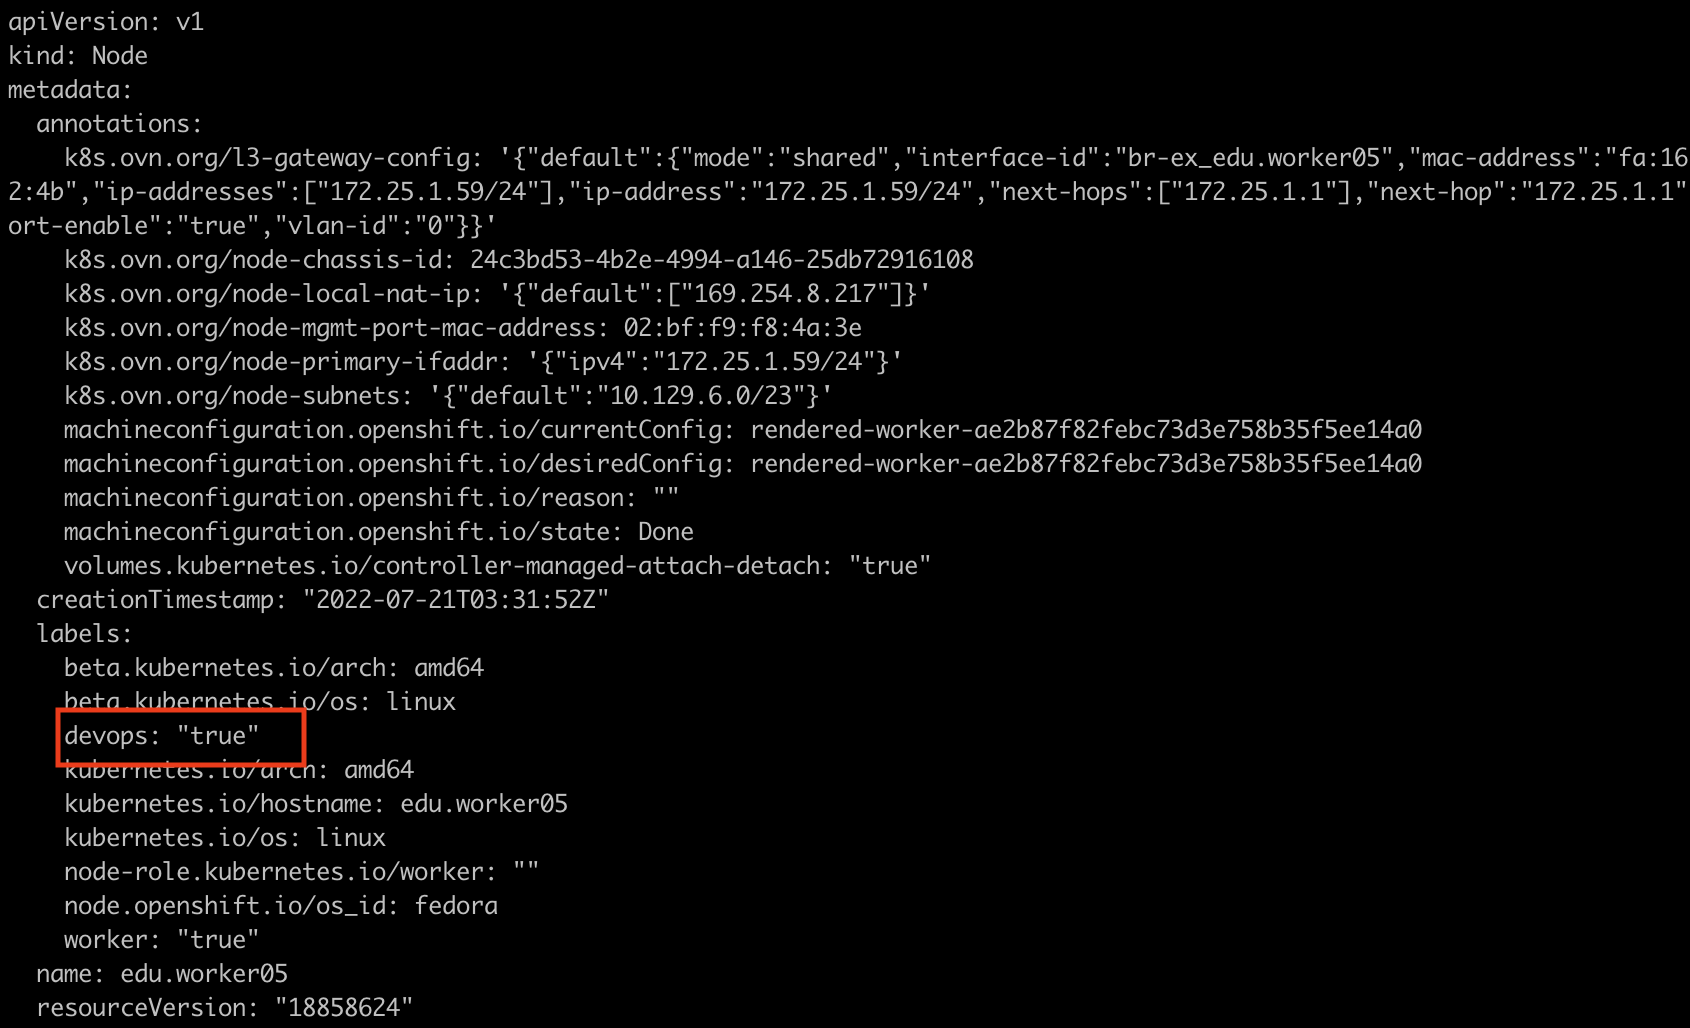 apiVersion: v1
kind: Node
metadata:
  annotations:
    k8s.ovn.org/l3-gateway-config: '{"default":{"mode":"shared","interface-id":"br-ex_edu.worker05","mac-address":"fa:16
2:4b","ip-addresses":["172.25.1.59/24"],"ip-address":"172.25.1.59/24","next-hops":["172.25.1.1"],"next-hop":"172.25.1.1"
ort-enable":"true","vlan-id":"0"}}'
    k8s.ovn.org/node-chassis-id: 24c3bd53-4b2e-4994-a146-25db72916108
    k8s.ovn.org/node-local-nat-ip: '{"default":["169.254.8.217"]}'
    k8s.ovn.org/node-mgmt-port-mac-address: 02:bf:f9:f8:4a:3e
    k8s.ovn.org/node-primary-ifaddr: '{"ipv4":"172.25.1.59/24"}'
    k8s.ovn.org/node-subnets: '{"default":"10.129.6.0/23"}'
    machineconfiguration.openshift.io/currentConfig: rendered-worker-ae2b87f82febc73d3e758b35f5ee14a0
    machineconfiguration.openshift.io/desiredConfig: rendered-worker-ae2b87f82febc73d3e758b35f5ee14a0
    machineconfiguration.openshift.io/reason: ""
    machineconfiguration.openshift.io/state: Done
    volumes.kubernetes.io/controller-managed-attach-detach: "true"
  creationTimestamp: "2022-07-21T03:31:52Z"
  labels:
    beta.kubernetes.io/arch: amd64
    beta.kubernetes.io/os: linux
    devops: "true"
    kubernetes.io/arch: amd64
    kubernetes.io/hostname: edu.worker05
    kubernetes.io/os: linux
    node-role.kubernetes.io/worker: ""
    node.openshift.io/os_id: fedora
    worker: "true"
  name: edu.worker05
  resourceVersion: "18858624"